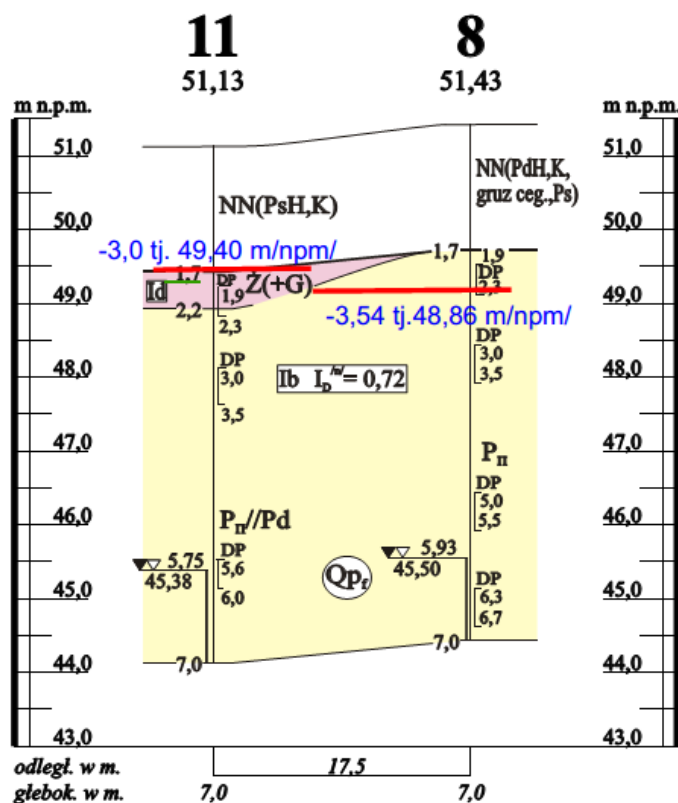 11 8
51,13 51,43
m n.p.m. m n.p.m.
51,0 51,0
NN(PdH,K,
gruz ceg.,Ps)
NN(PsH,K)
50,0 50,0
-3,0 tj. 49,40 m/npm/
1,7 1,9
DP
2,3
1,7 DP Ż(+G)
Id 1,9
49,0 49,0
2,2 2,3
-3,54 tj.48,86 m/npm/
DP DP
3,0 3,0
3,5 3,5
48,0 48,0
Ib I_D^/n/ = 0,72
47,0 47,0
Pπ
DP
5,0
5,5
46,0 46,0
Pπ//Pd
5,75 DP 5,93
45,38 5,6 45,50
6,0
Qp_f
DP
6,3
6,7
45,0 45,0
7,0 7,0
44,0 44,0
43,0 43,0
odległ. w m. 17,5
głębok. w m. 7,0 7,0